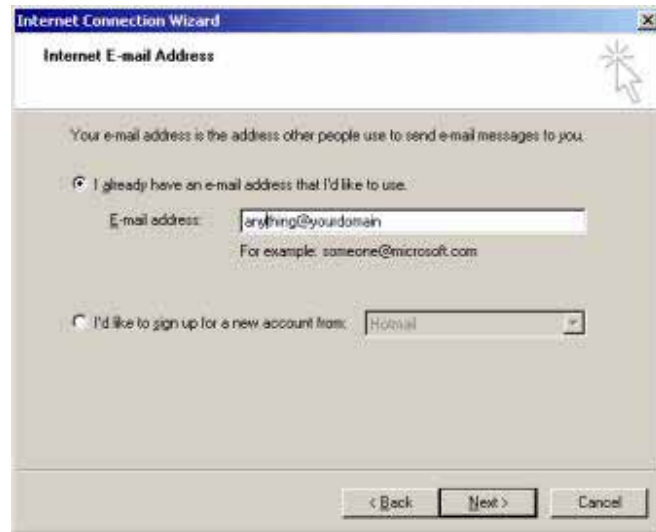 Internet Connection Wizard
Internet E-mail Address
Your e-mail address is the address other people use to send e-mail messages to you.
I already have an e-mail address that I'd like to use.
E-mail address: anything@yourdomain
For example: someone@microsoft.com
I'd like to sign up for a new account from: Hotmail
< Back Next > Cancel